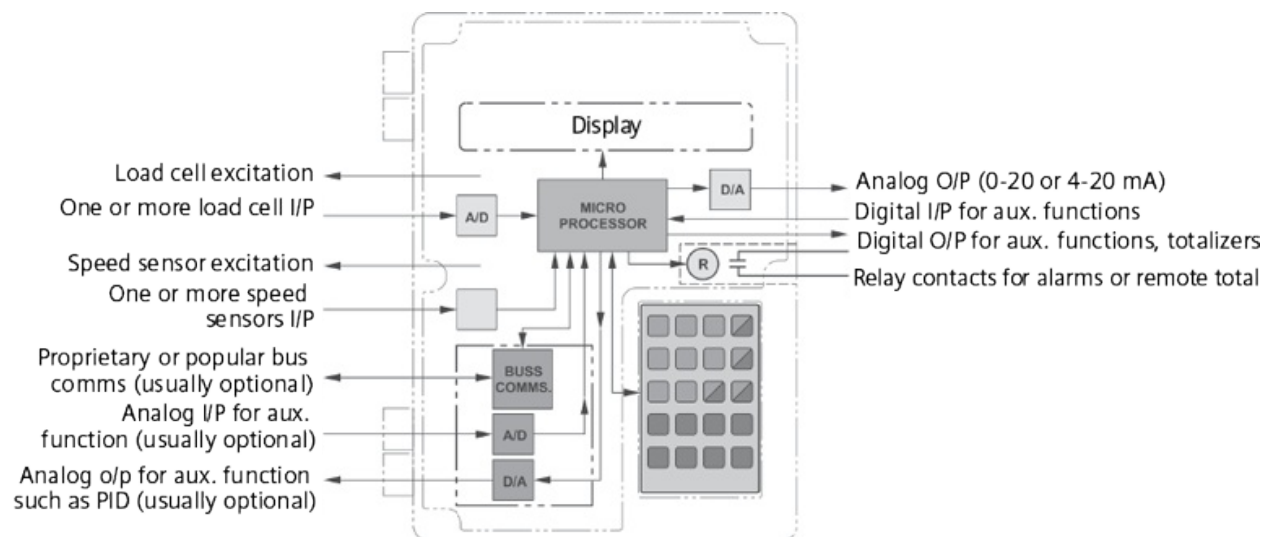 Display
Load cell excitation
One or more load cell I/P
Speed sensor excitation
One or more speed
sensors I/P
Proprietary or popular bus
comms (usually optional)
Analog I/P for aux.
function (usually optional)
Analog o/p for aux. function
such as PID (usually optional)
A/D
MICRO
PROCESSOR
D/A
R
BUSS
COMMS.
A/D
D/A
Analog O/P (0-20 or 4-20 mA)
Digital I/P for aux. functions
Digital O/P for aux. functions, totalizers
Relay contacts for alarms or remote total